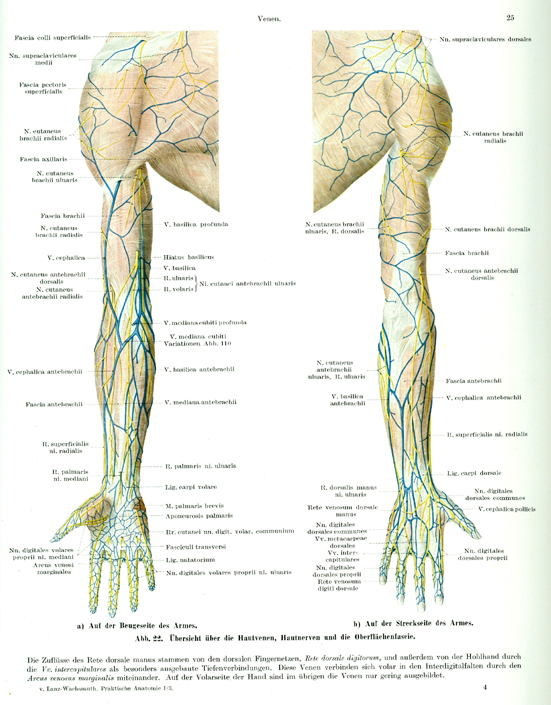 Venen.
25
Fascia colli superficialis
Nn. supraclaviculares
medii
Fascia pectoris
superficialis
N. cutaneus
brachii radialis
Fascia axillaris
N. cutaneus
brachii ulnaris
Fascia brachii
N. cutaneus
brachii radialis
V. cephalica
N. cutaneus antebrachii
dorsalis
N. cutaneus
antebrachii radialis
V. cephalica antebrachii
Fascia antebrachii
R. superficialis
ni. radialis
R. palmaris
ni. mediani
Nn. digitales volares
proprii ni. mediani
Arcus venosi
marginales
V. basilica profunda
Hiatus basilicus
V. basilica
R. ulnaris
R. volaris
Ni. cutanei antebrachii ulnaris
V. mediana cubiti profunda
V. mediana cubiti
Variationen Abb. 110
V. basilica antebrachii
V. mediana antebrachii
R. palmaris ni. ulnaris
Lig. carpi volare
M. palmaris brevis
Aponeurosis palmaris
Rr. cutanei nn. digit. volar. communium
Fasciculi transversi
Lig. natatorium
Nn. digitales volares proprii ni. ulnaris
Nn. supraclaviculares dorsales
N. cutaneus brachii
radialis
N. cutaneus brachii
ulnaris, R. dorsalis
N. cutaneus brachii dorsalis
Fascia brachii
N. cutaneus antebrachii
dorsalis
N. cutaneus
antebrachii
ulnaris, R. ulnaris
V. basilica
antebrachii
Fascia antebrachii
V. cephalica antebrachii
R. superficialis ni. radialis
Lig. carpi dorsale
R. dorsalis manus
ni. ulnaris
Rete venosum dorsale
manus
Nn. digitales
dorsales communes
Vv. metacarpeae
dorsales
Vv. inter-
capitulares
Nn. digitales
dorsales proprii
Rete venosum
digiti dorsale
Nn. digitales
dorsales communes
V. cephalica pollicis
Nn. digitales
dorsales proprii
a) Auf der Beugeseite des Armes.
b) Auf der Streckseite des Armes.
Abb. 22. Übersicht über die Hautvenen, Hautnerven und die Oberflächenfascie.
Die Zuflüsse des Rete dorsale manus stammen von den dorsalen Fingernetzen, Rete dorsale digitorum, und außerdem von der Hohlhand durch
die Vv. intercapitulares als besonders ausgebaute Tiefenverbindungen. Diese Venen verbinden sich volar in den Interdigitalfalten durch den
Arcus venosus marginalis miteinander. Auf der Volarseite der Hand sind im übrigen die Venen nur gering ausgebildet.
v. Lanz-Wachsmuth, Praktische Anatomie I/3.
4